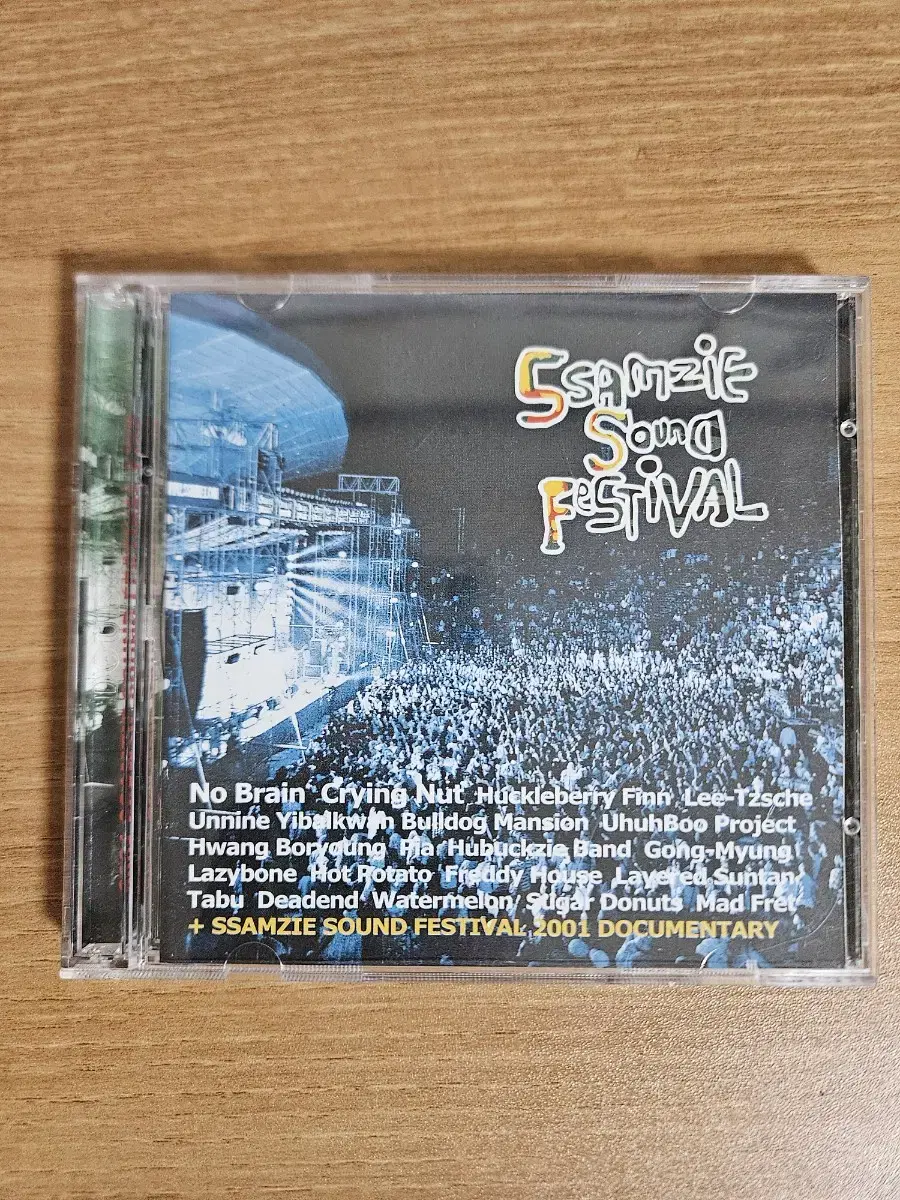 SSAMZIE
SOUND
FESTIVAL
No Brain Crying Nut Huckleberry Finn Lee-Tzsche
Unnine Yibalkwan Bulldog Mansion UhuhBoo Project
Hwang Boryoung Pia Hubuckzie Band Gong-Myung
Lazybone Hot Potato Freddy House Layered Suntan
Tabu Deadend Watermelon Sugar Donuts Mad Fret
+ SSAMZIE SOUND FESTIVAL 2001 DOCUMENTARY